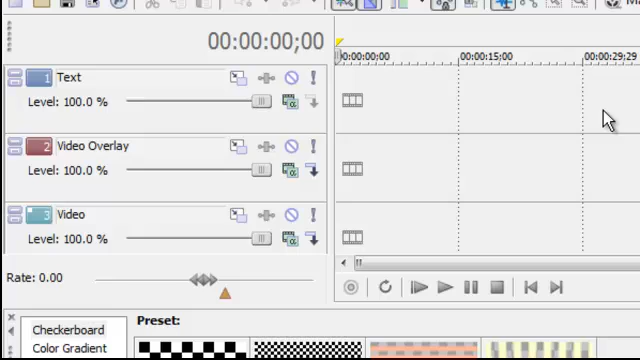 00:00:00;00
00:00:00;00 00:00:15;00 00:00:29;29
1 Text
Level: 100.0 %
2 Video Overlay
Level: 100.0 %
3 Video
Level: 100.0 %
Rate: 0.00
Preset:
Checkerboard
Color Gradient